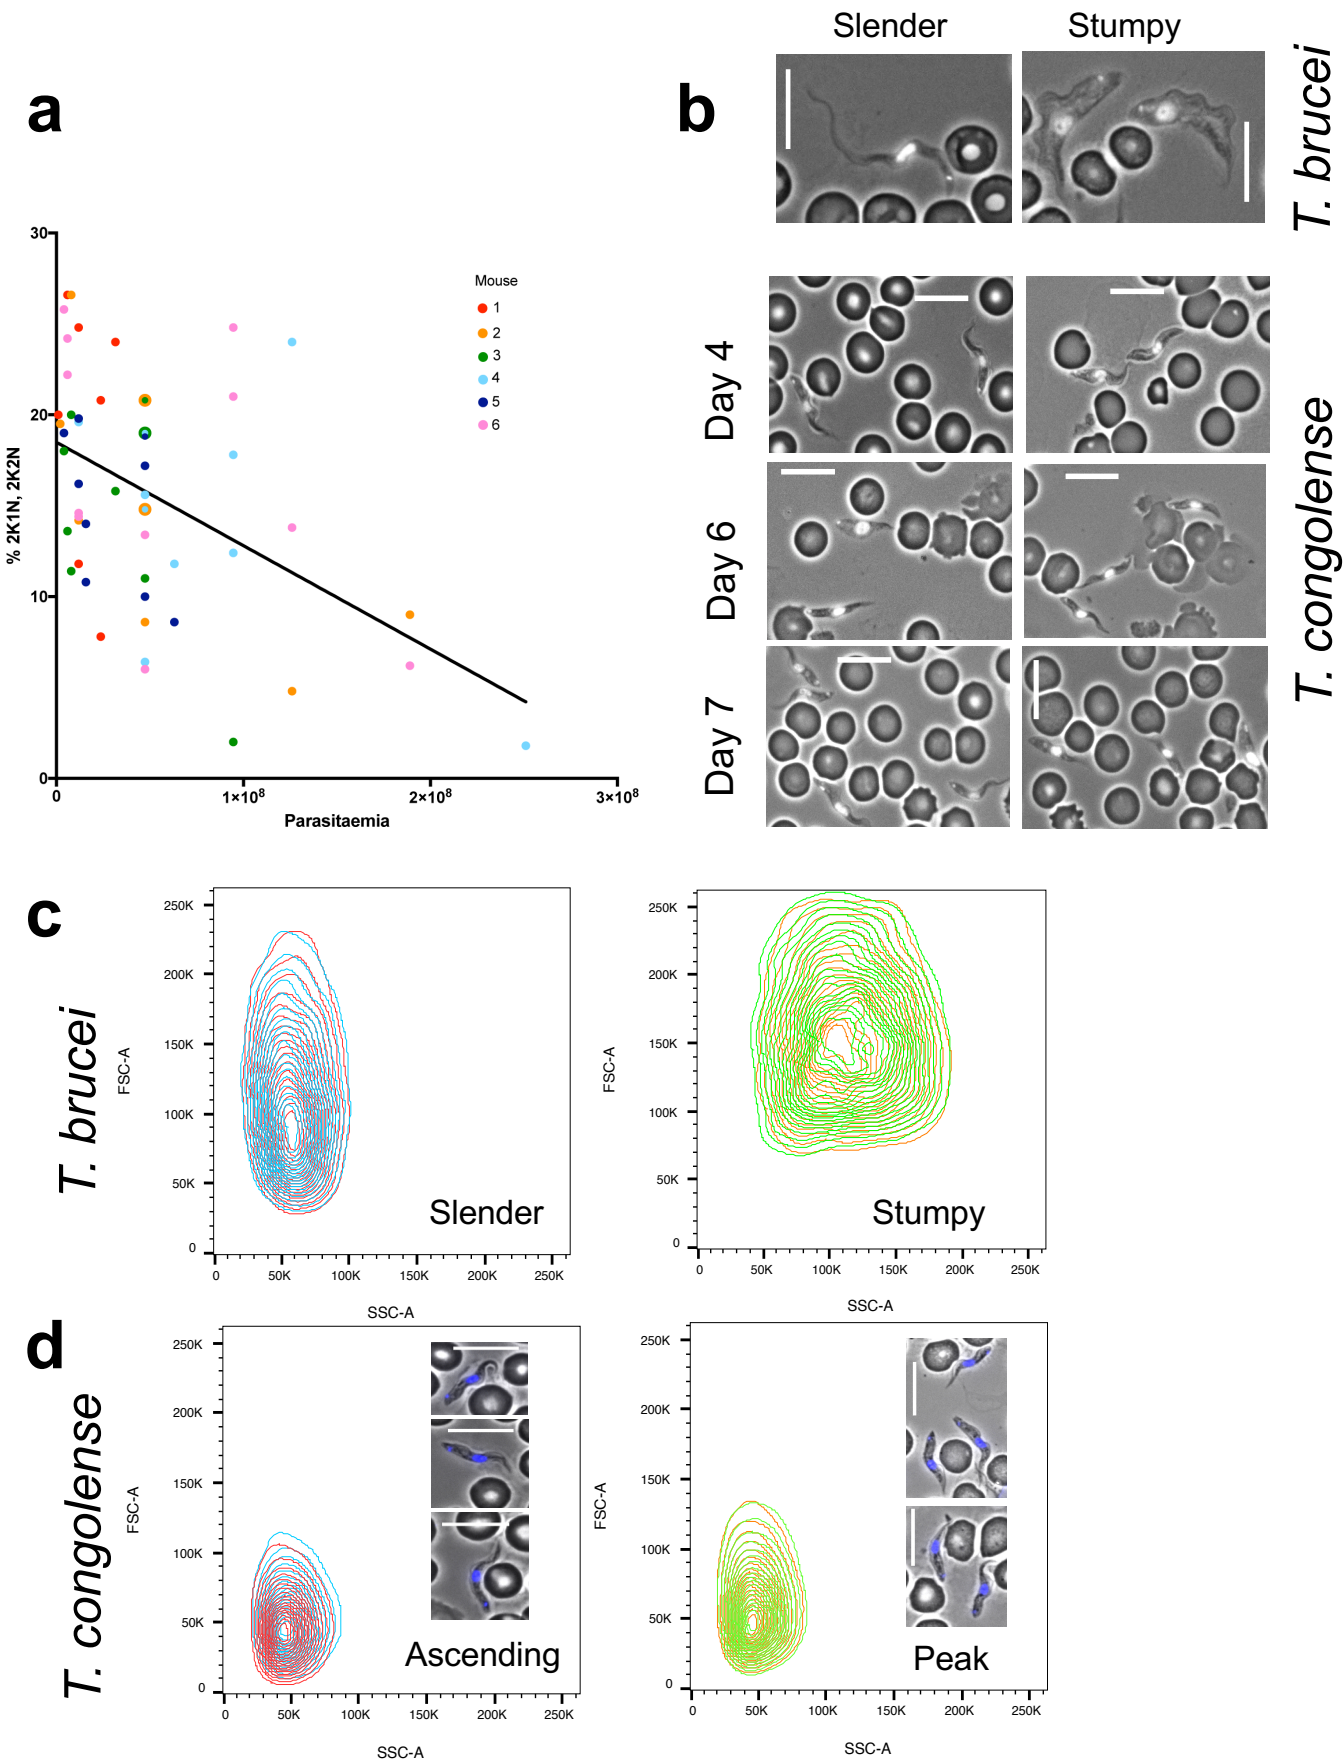 a
30
20
10
0
% 2K1N, 2K2N
0
1×10⁸
2×10⁸
3×10⁸
Parasitaemia
Mouse
1
2
3
4
5
6
b
Slender
Stumpy
T. brucei
Day 4
Day 6
Day 7
T. congolense
c
T. brucei
250K
200K
150K
100K
50K
0
FSC-A
Slender
0 50K 100K 150K 200K 250K
SSC-A
250K
200K
150K
100K
50K
0
FSC-A
Stumpy
0 50K 100K 150K 200K 250K
SSC-A
d
T. congolense
250K
200K
150K
100K
50K
0
FSC-A
Ascending
0 50K 100K 150K 200K 250K
SSC-A
250K
200K
150K
100K
50K
0
FSC-A
Peak
0 50K 100K 150K 200K 250K
SSC-A